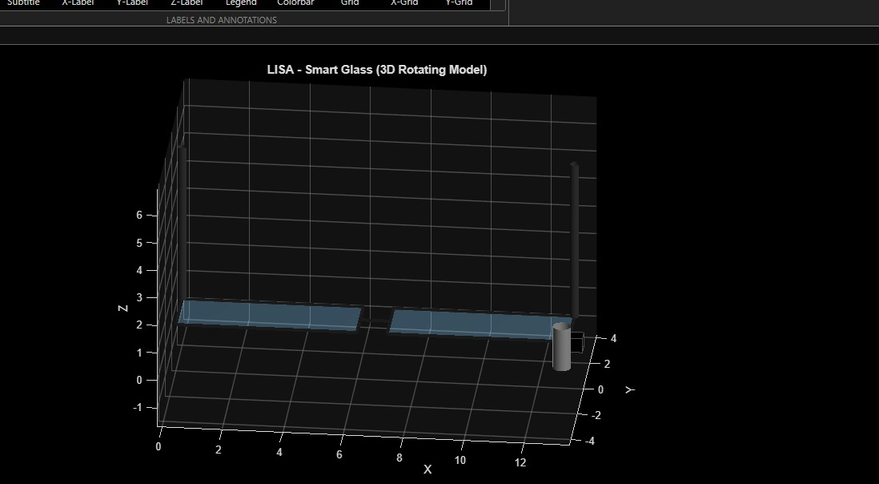 Subtitle X-Label Y-Label Z-Label Legend Colorbar Grid X-Grid Y-Grid
LABELS AND ANNOTATIONS
LISA - Smart Glass (3D Rotating Model)
6
5
4
3
2
1
0
-1
Z
4
2
0
-2
-4
Y
0 2 4 6 8 10 12
X